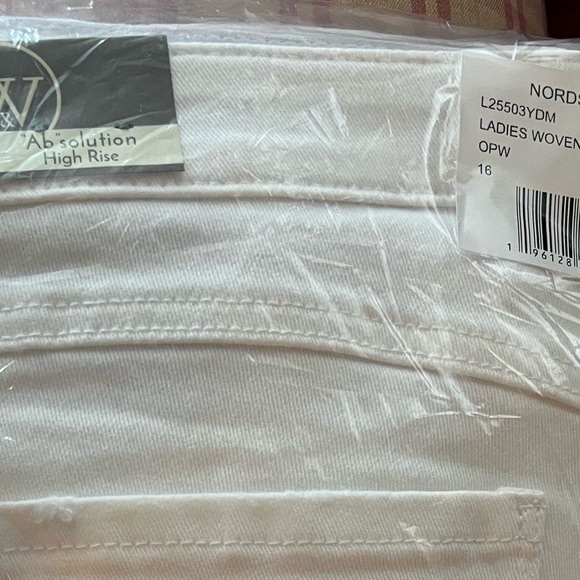 W
"Ab"solution
High Rise
NORDS
L25503YDM
LADIES WOVEN
OPW
16
1 96128